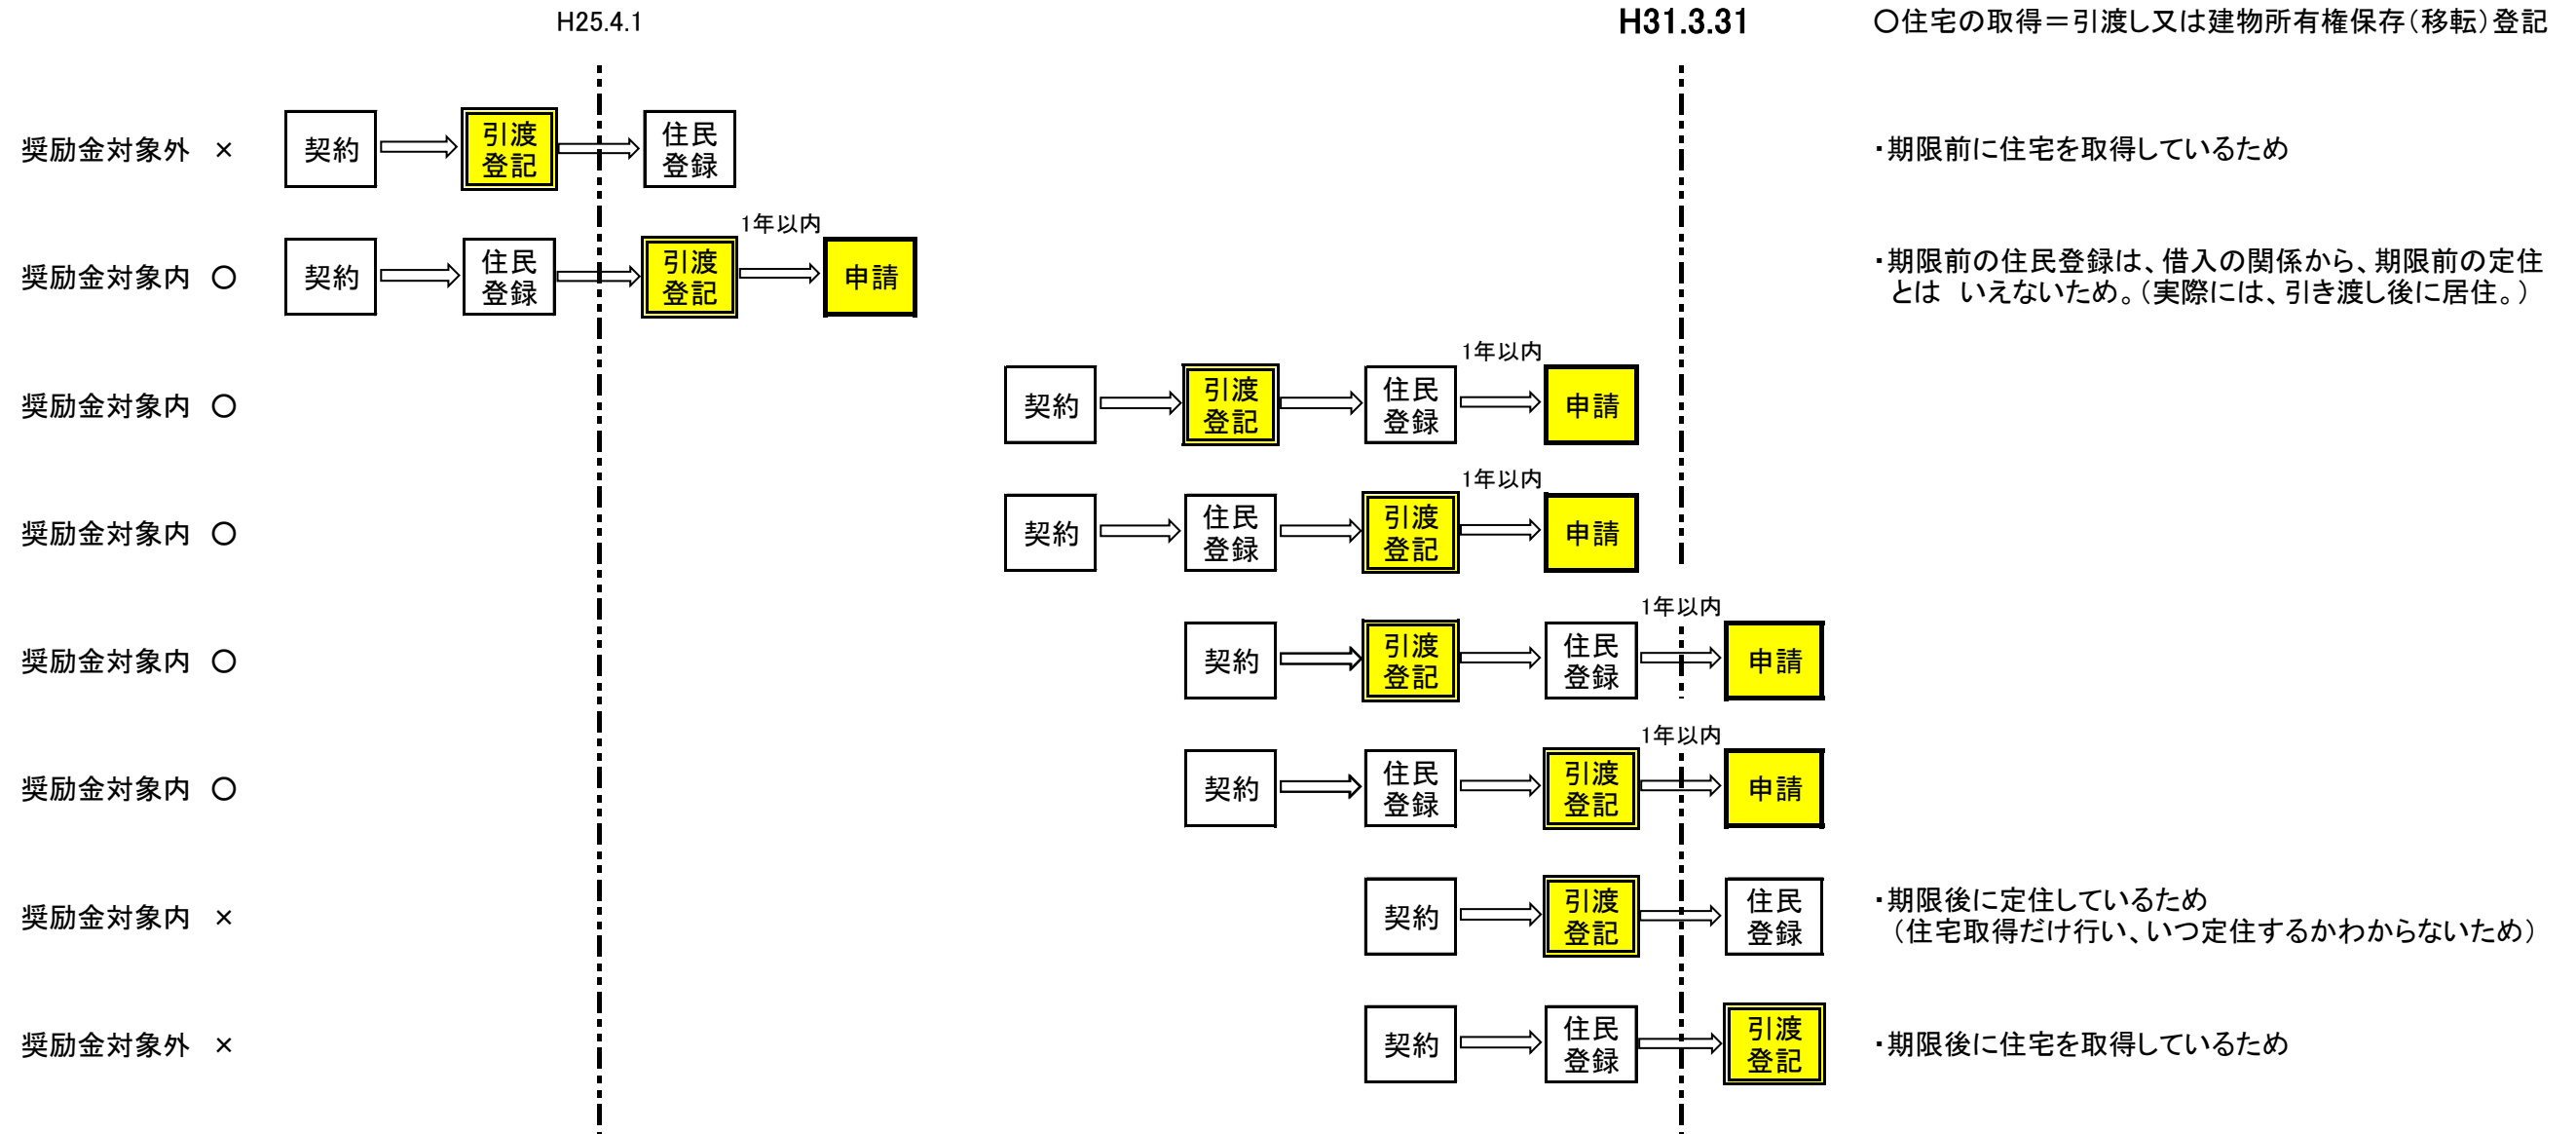 H25.4.1
H31.3.31
〇住宅の取得＝引渡し又は建物所有権保存（移転）登記
奨励金対象外 ×
契約
引渡
登記
住民
登録
・期限前に住宅を取得しているため
奨励金対象内 〇
契約
住民
登録
引渡
登記
1年以内
申請
・期限前の住民登録は、借入の関係から、期限前の定住
とは いえないため。（実際には、引き渡し後に居住。）
奨励金対象内 〇
契約
引渡
登記
住民
登録
1年以内
申請
奨励金対象内 〇
契約
住民
登録
引渡
登記
1年以内
申請
奨励金対象内 〇
契約
引渡
登記
住民
登録
1年以内
申請
奨励金対象内 〇
契約
住民
登録
引渡
登記
1年以内
申請
奨励金対象内 ×
契約
引渡
登記
住民
登録
・期限後に定住しているため
（住宅取得だけ行い、いつ定住するかわからないため）
奨励金対象外 ×
契約
住民
登録
引渡
登記
・期限後に住宅を取得しているため